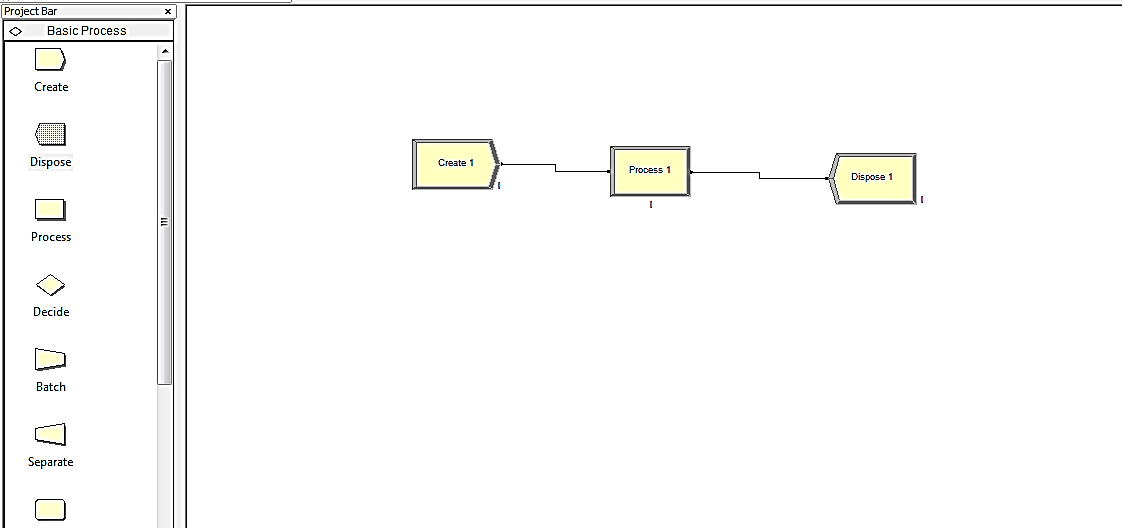 Project Bar
Basic Process
Create
Dispose
Process
Decide
Batch
Separate
Create 1
Process 1
Dispose 1